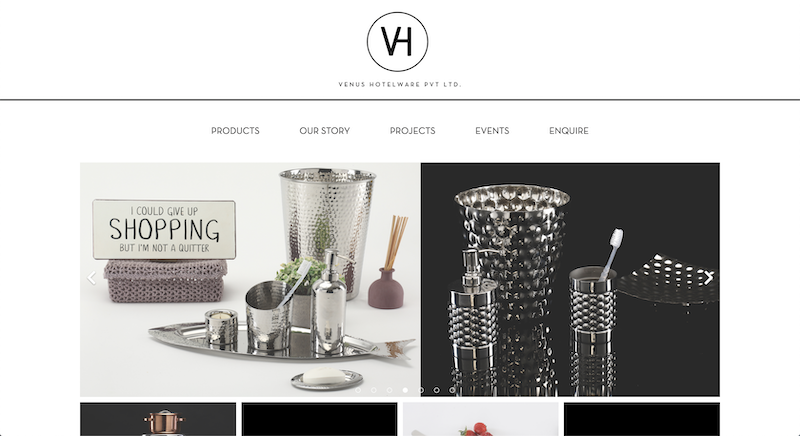 VH
VENUS HOTELWARE PVT LTD.
PRODUCTS OUR STORY PROJECTS EVENTS ENQUIRE
I COULD GIVE UP
SHOPPING
BUT I'M NOT A QUITTER